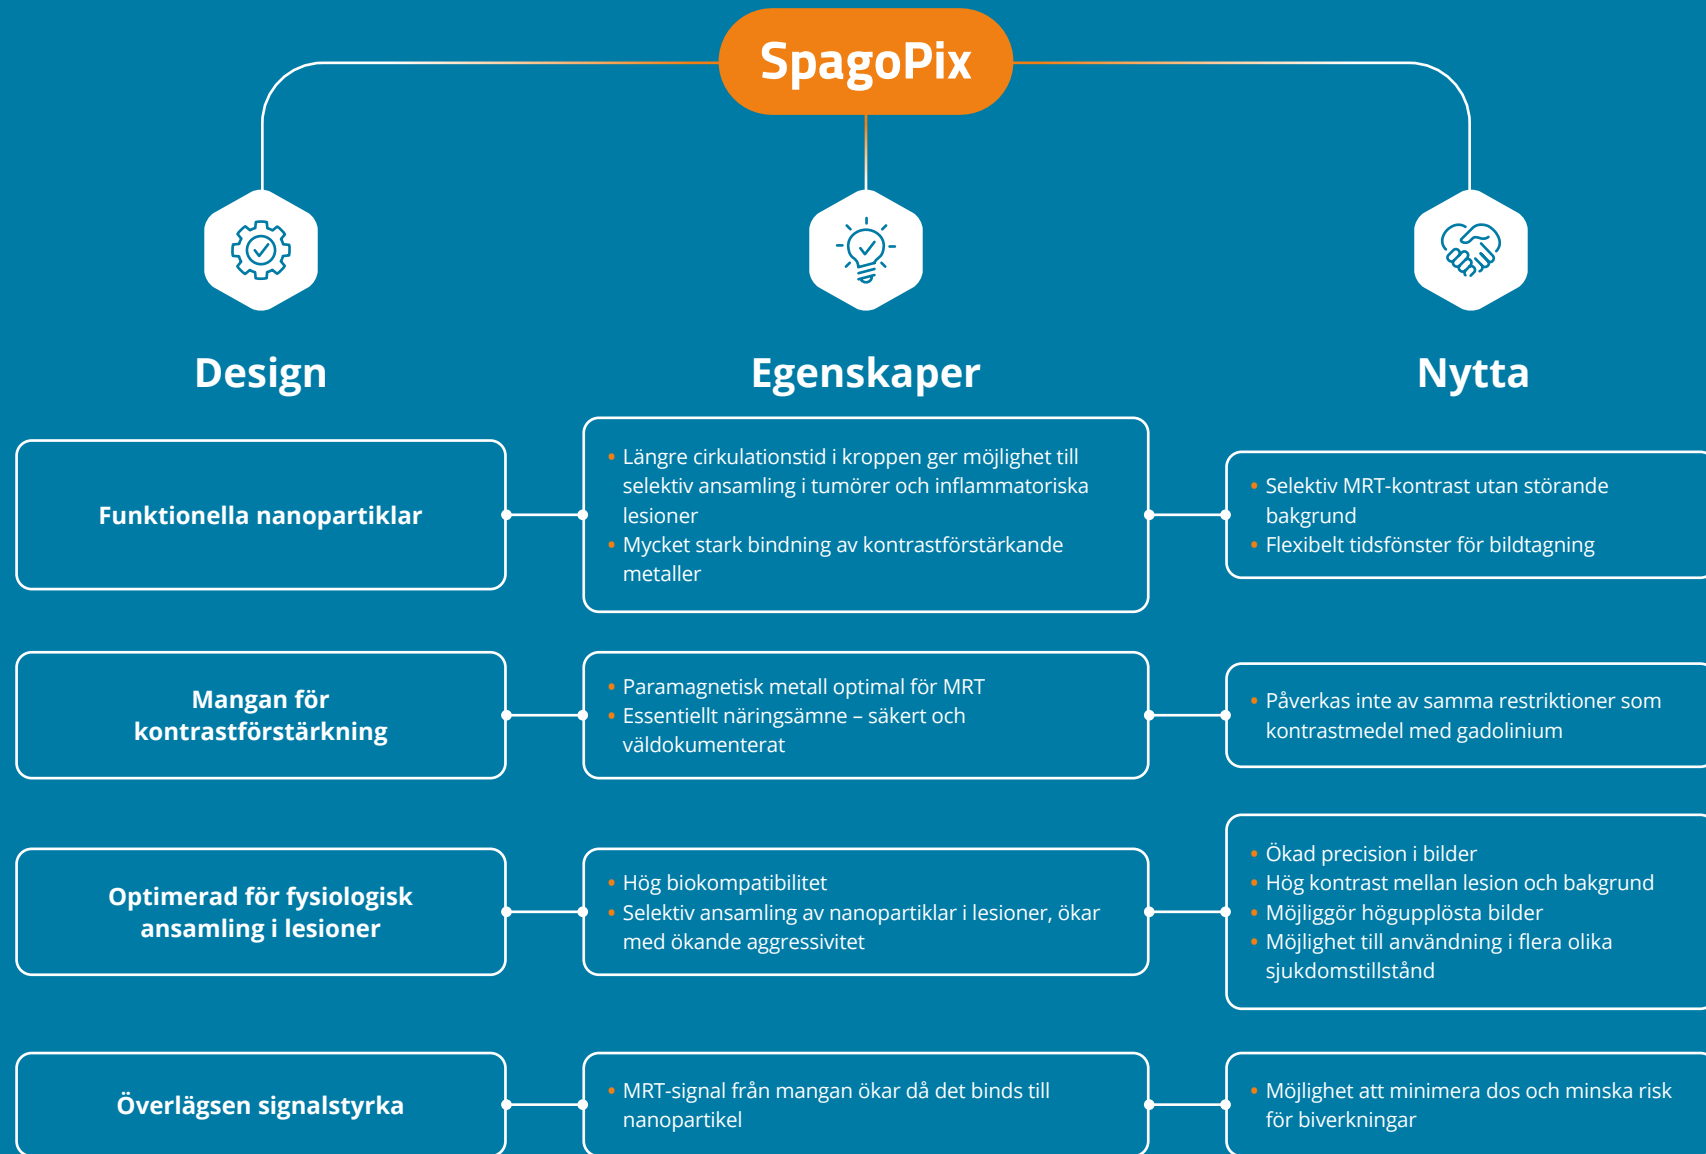 SpagoPix
Design
Egenskaper
Nytta
Funktionella nanopartiklar
• Längre cirkulationstid i kroppen ger möjlighet till
selektiv ansamling i tumörer och inflammatoriska
lesioner
• Mycket stark bindning av kontrastförstärkande
metaller
• Selektiv MRT-kontrast utan störande
bakgrund
• Flexibelt tidsfönster för bildtagning
Mangan för
kontrastförstärkning
• Paramagnetisk metall optimal för MRT
• Essentiellt näringsämne – säkert och
väldokumenterat
• Påverkas inte av samma restriktioner som
kontrastmedel med gadolinium
Optimerad för fysiologisk
ansamling i lesioner
• Hög biokompatibilitet
• Selektiv ansamling av nanopartiklar i lesioner, ökar
med ökande aggressivitet
• Ökad precision i bilder
• Hög kontrast mellan lesion och bakgrund
• Möjliggör högupplösta bilder
• Möjlighet till användning i flera olika
sjukdomstillstånd
Överlägsen signalstyrka
• MRT-signal från mangan ökar då det binds till
nanopartikel
• Möjlighet att minimera dos och minska risk
för biverkningar